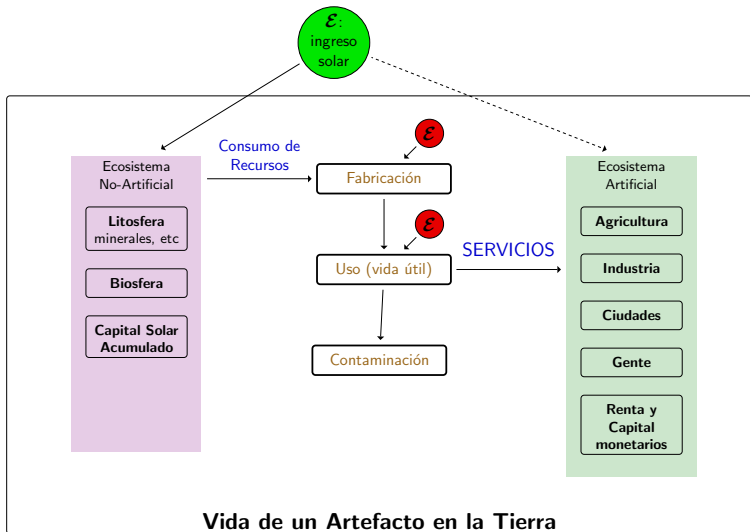 ℰ:
ingreso
solar
Consumo de
Recursos
ℰ
Ecosistema
No-Artificial
Fabricación
Ecosistema
Artificial
Litosfera
minerales, etc
Agricultura
ℰ
SERVICIOS
Biosfera
Uso (vida útil)
Industria
Capital Solar
Acumulado
Ciudades
Contaminación
Gente
Renta y
Capital
monetarios
Vida de un Artefacto en la Tierra